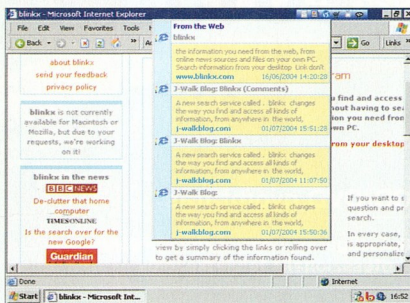 blinkx - Microsoft Internet Explorer
File Edit View Favorites Tools
Back
Go Links »
about blinkx
send your feedback
privacy policy
blinkx is not currently
available for Macintosh or
Mozilla, but due to your
requests, we're working
on it!
blinkx in the news
BBC NEWS
De-clutter that home
computer
TIMESONLINE
Is the search over for the
new Google?
Guardian
From the Web
blinkx
the information you need from the web, from
online news sources and files on your own PC.
Search information from your desktop Link don't
www.blinkx.com 16/06/2004 14:20:28
J-Walk Blog: Blinkx (Comments)
A new search service called . blinkx changes
the way you find and access all kinds of
information, from anywhere in the world,
j-walkblog.com 01/07/2004 15:51:28
J-Walk Blog: Blinkx
A new search service called . blinkx changes
the way you find and access all kinds of
information, from anywhere in the world,
j-walkblog.com 01/07/2004 11:07:50
J-Walk Blog:
A new search service called . blinkx changes
the way you find and access all kinds of
information, from anywhere in the world,
j-walkblog.com 01/07/2004 15:50:36
view by simply clicking the links or rolling over
to get a summary of the information found.
find and access
out having to sea
on you need from
wn PC.
rom your desktop
If you want to s
question and pr
search.
In every case,
is appropriate,
and personalize
Done
Internet
Start
blinkx - Microsoft Int...
16:52